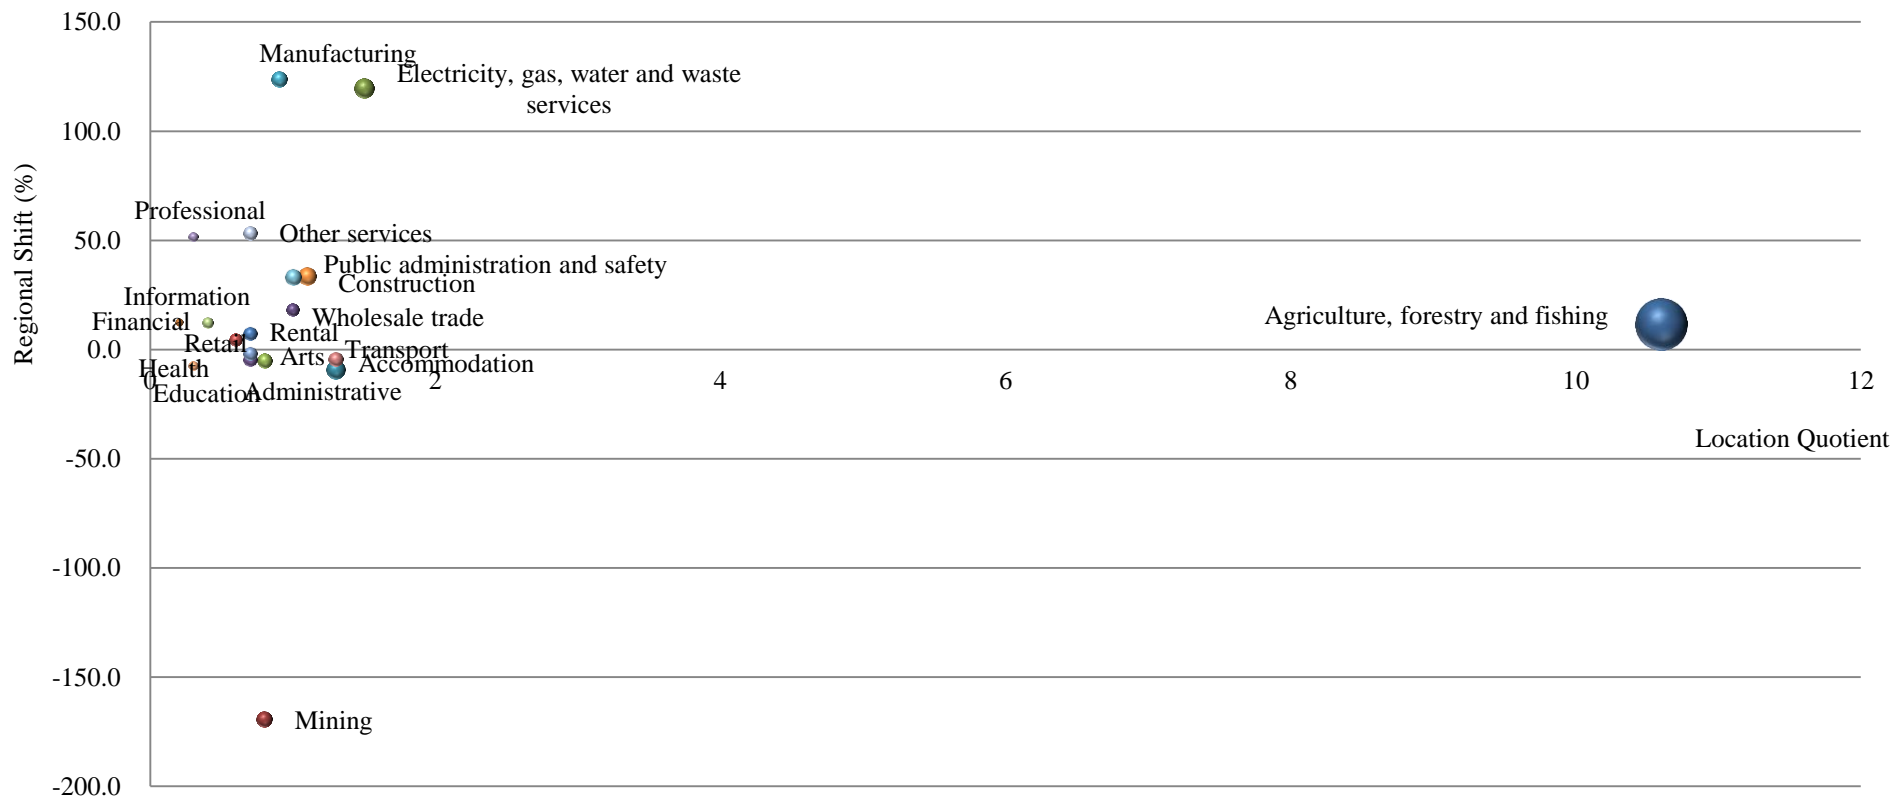 150.0
Manufacturing
Electricity, gas, water and waste
services
100.0
Regional Shift (%)
Professional
50.0
Other services
Public administration and safety
Construction
Information
Wholesale trade
Agriculture, forestry and fishing
Financial
Rental
Retail
0.0
Transport
Arts
Accommodation
Health
0
2
4
6
8
10
12
Education
Administrative
Location Quotient
-50.0
-100.0
-150.0
Mining
-200.0